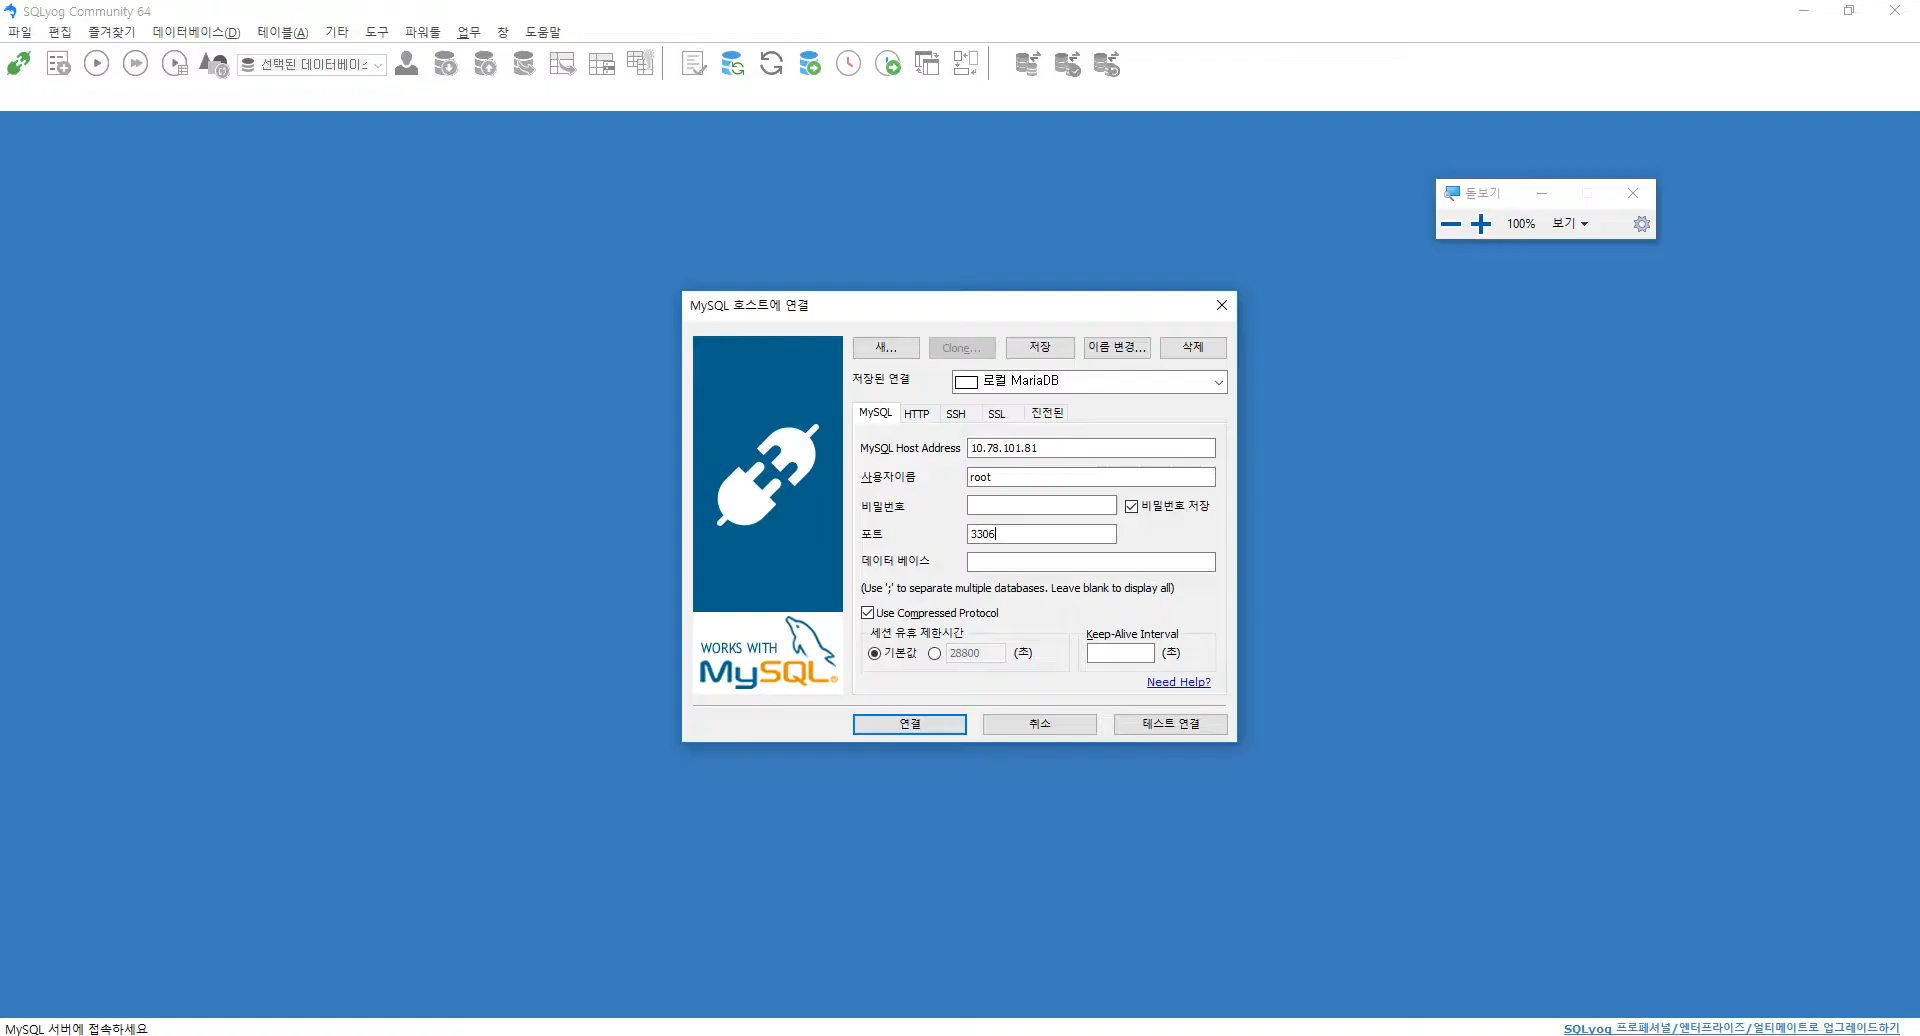 SQLyog Community 64
파일 편집 즐겨찾기 데이터베이스(D) 테이블(A) 기타 도구 파워툴 업무 창 도움말
선택된 데이터베이스
돋보기
100% 보기
MySQL 호스트에 연결
새... Clone... 저장 이름 변경... 삭제
저장된 연결 로컬 MariaDB
MySQL HTTP SSH SSL 진전된
MySQL Host Address 10.78.101.81
사용자이름 root
비밀번호 비밀번호 저장
포트 3306
데이터 베이스
(Use ';' to separate multiple databases. Leave blank to display all)
Use Compressed Protocol
세션 유휴 제한시간 Keep-Alive Interval
기본값 28800 (초) (초)
Need Help?
WORKS WITH
MySQL®
연결 취소 테스트 연결
MySQL 서버에 접속하세요 SQLyog 프로페셔널/엔터프라이즈/얼티메이트로 업그레이드하기